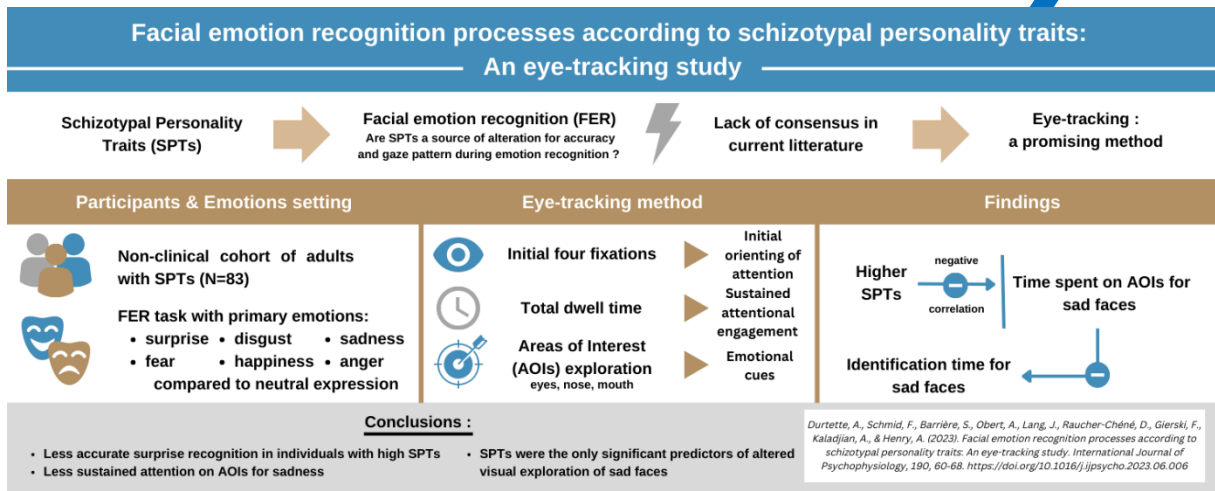 Facial emotion recognition processes according to schizotypal personality traits:
An eye-tracking study
Schizotypal Personality
Traits (SPTs)
Facial emotion recognition (FER)
Are SPTs a source of alteration for accuracy
and gaze pattern during emotion recognition ?
Lack of consensus in
current litterature
Eye-tracking :
a promising method
Participants & Emotions setting
Non-clinical cohort of adults
with SPTs (N=83)
FER task with primary emotions:
• surprise • disgust • sadness
• fear • happiness • anger
compared to neutral expression
Eye-tracking method
Initial four fixations
Initial
orienting of
attention
Total dwell time
Sustained
attentional
engagement
Areas of Interest
(AOIs) exploration
eyes, nose, mouth
Emotional
cues
Findings
Higher
SPTs
negative
correlation
Time spent on AOIs for
sad faces
Identification time for
sad faces
Conclusions :
• Less accurate surprise recognition in individuals with high SPTs
• Less sustained attention on AOIs for sadness
• SPTs were the only significant predictors of altered
visual exploration of sad faces
Durtette, A., Schmid, F., Barrière, S., Obert, A., Lang, J., Raucher-Chéné, D., Gierski, F.,
Kaladjian, A., & Henry, A. (2023). Facial emotion recognition processes according to
schizotypal personality traits: An eye-tracking study. International Journal of
Psychophysiology, 190, 60-68. https://doi.org/10.1016/j.ijpsycho.2023.06.006